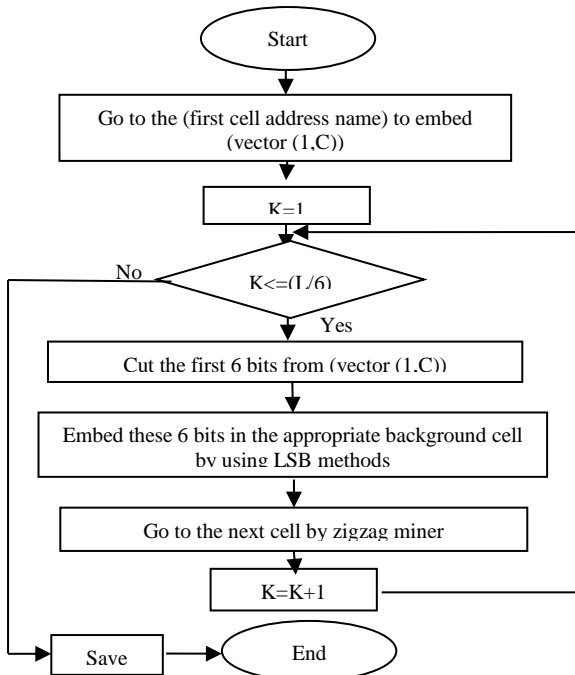 Start
Go to the (first cell address name) to embed
(vector (1,C))
K=1
No
K<=(L/6)
Yes
Cut the first 6 bits from (vector (1,C))
Embed these 6 bits in the appropriate background cell
by using LSB methods
Go to the next cell by zigzag miner
K=K+1
Save
End